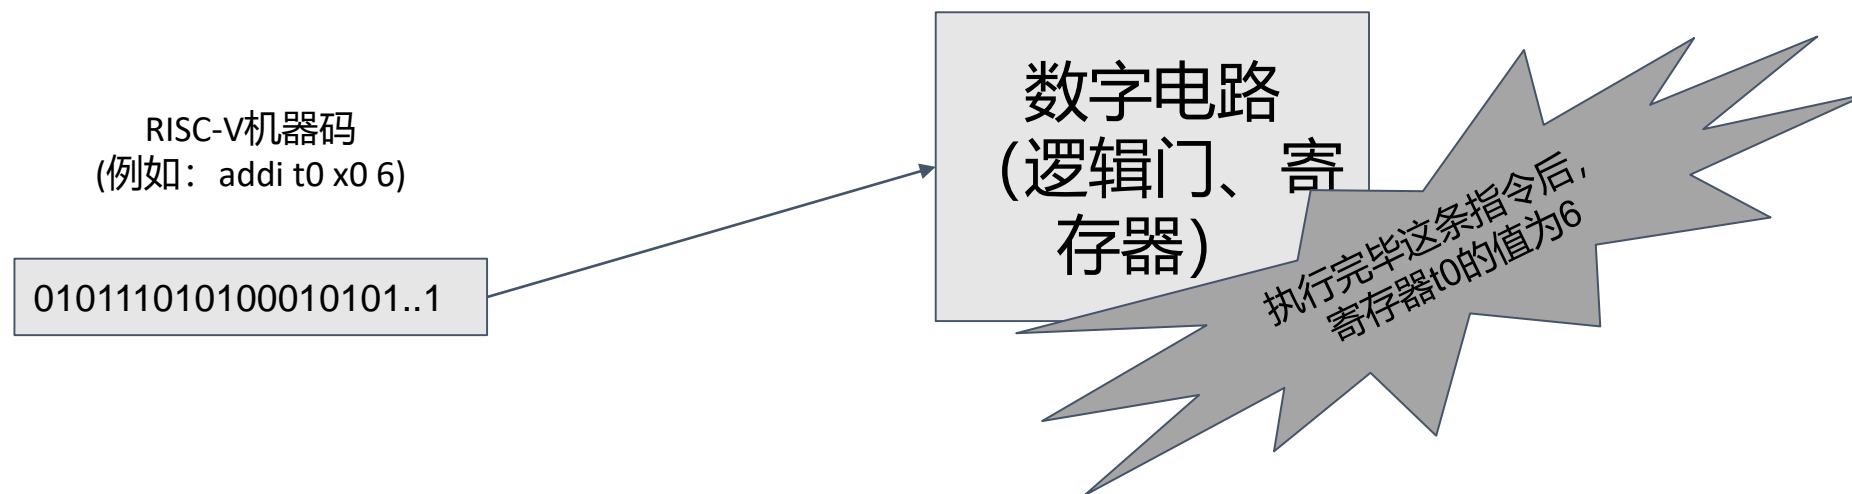 RISC-V机器码
(例如：addi t0 x0 6)
010111010100010101..1
数字电路
（逻辑门、寄
存器）
执行完毕这条指令后，
寄存器t0的值为6